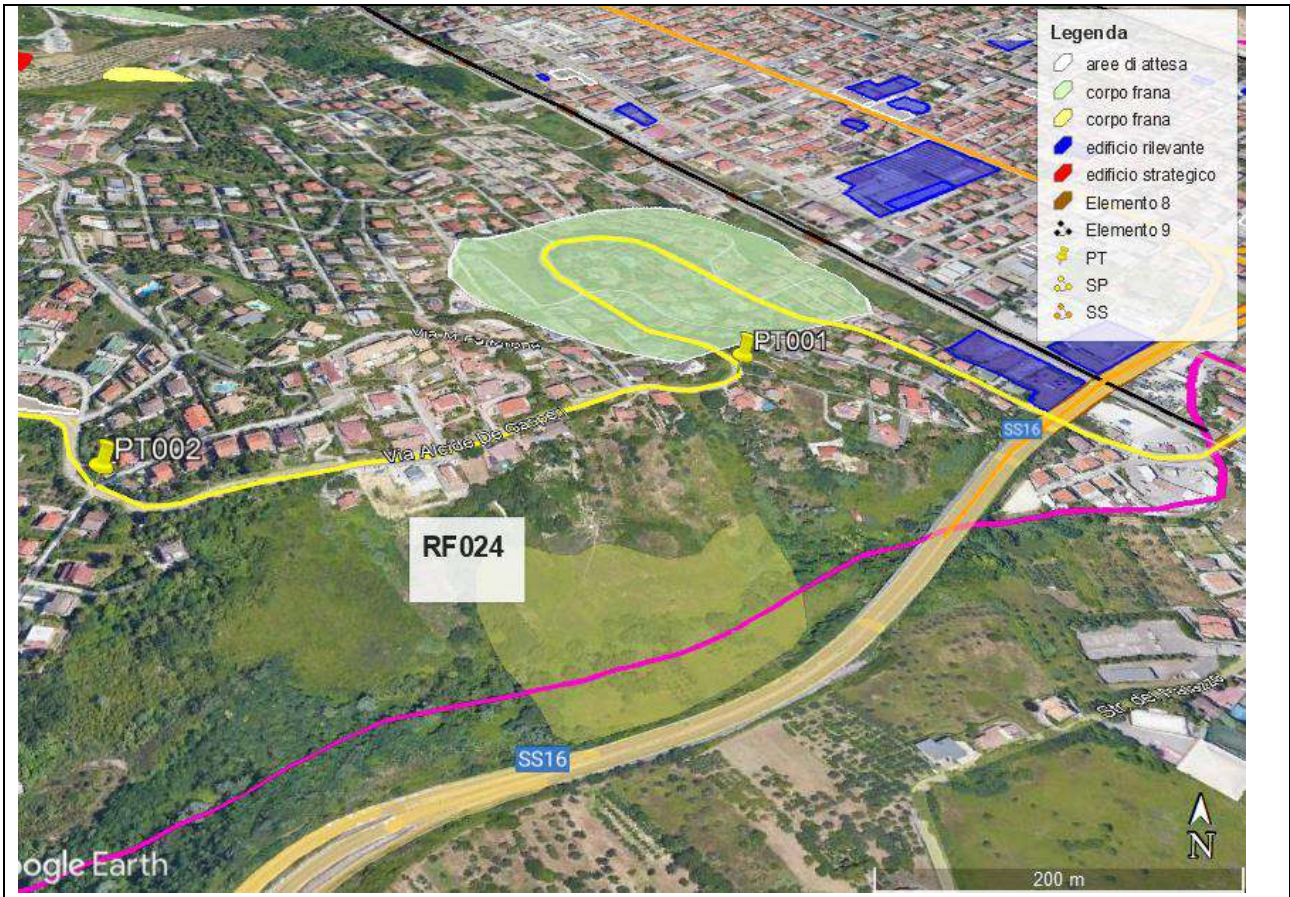 Legenda
aree di attesa
corpo frana
corpo frana
edificio rilevante
edificio strategico
Elemento 8
Elemento 9
PT
SP
SS
PT001
SS16
PT002
Via Alcide De Gasperi
RF024
SS16
N
oogle Earth
200 m